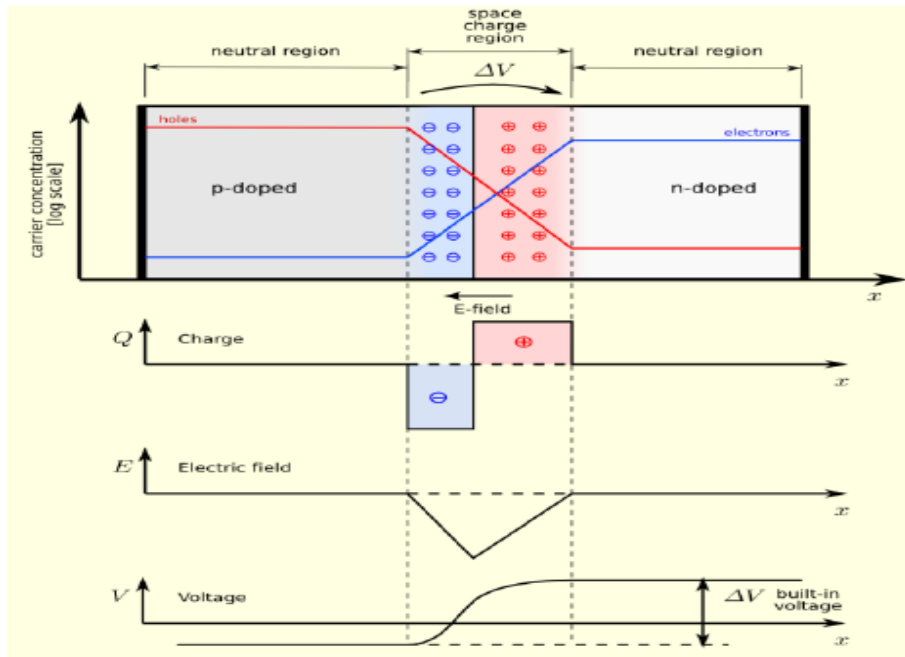 space
charge
region
neutral region
neutral region
ΔV
holes
electrons
carrier concentration
[log scale]
p-doped
n-doped
⊖ ⊖ ⊕ ⊕
⊖ ⊖ ⊕ ⊕
⊖ ⊖ ⊕ ⊕
⊖ ⊖ ⊕ ⊕
⊖ ⊖ ⊕ ⊕
⊖ ⊖ ⊕ ⊕
⊖ ⊖ ⊕ ⊕
x
E-field
Q
Charge
⊕
⊖
x
E
Electric field
x
V
Voltage
ΔV built-in
voltage
x